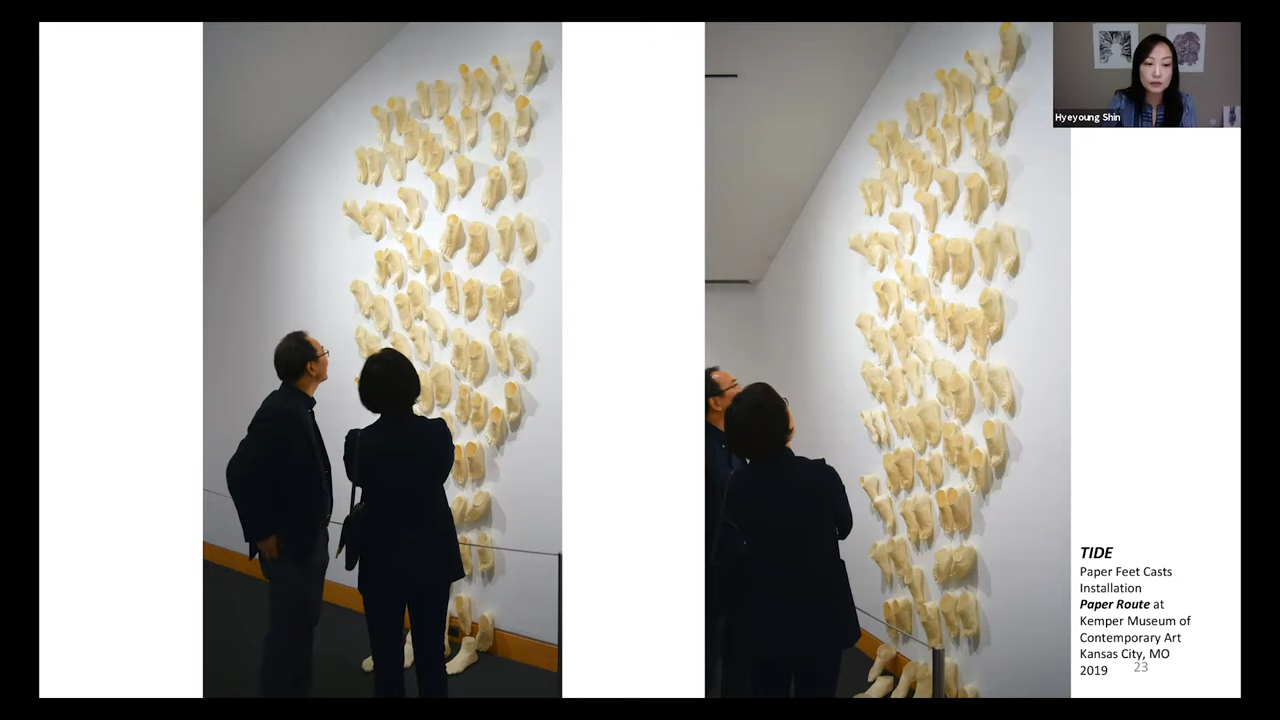 Hyeyoung Shin
TIDE
Paper Feet Casts
Installation
Paper Route at
Kemper Museum of
Contemporary Art
Kansas City, MO
2019
23